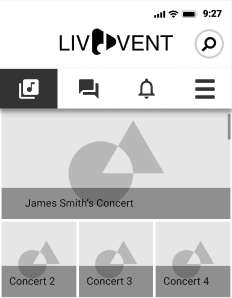 9:27
LIVEVENT
James Smith's Concert
Concert 2
Concert 3
Concert 4